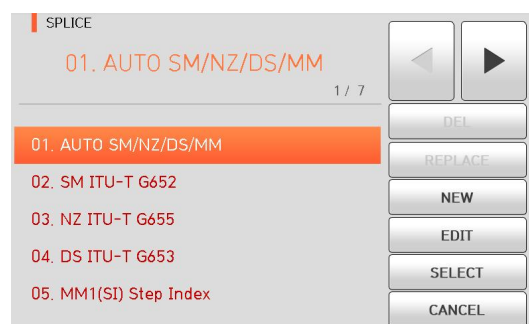 SPLICE
01. AUTO SM/NZ/DS/MM
1 / 7
01. AUTO SM/NZ/DS/MM
02. SM ITU-T G652
03. NZ ITU-T G655
04. DS ITU-T G653
05. MM1(SI) Step Index
DEL
REPLACE
NEW
EDIT
SELECT
CANCEL